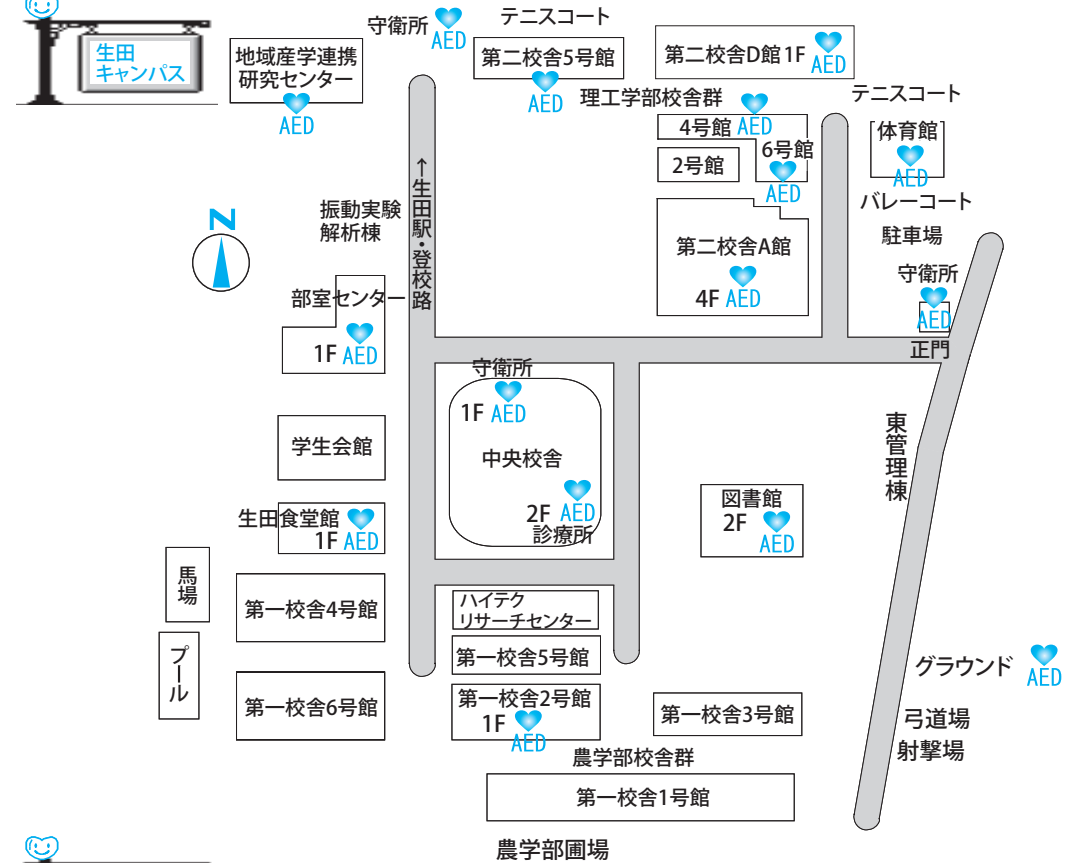 生田
キャンパス
守衛所
AED
テニスコート
地域産学連携
研究センター
AED
第二校舎5号館
AED
第二校舎D館 1F AED
理工学部校舎群
4号館 AED
6号館
AED
2号館
テニスコート
体育館
AED
バレーコート
駐車場
守衛所
AED
正門
↑生田駅・登校路
振動実験
解析棟
N
第二校舎A館
4F AED
部室センター
1F AED
守衛所
1F AED
中央校舎
2F AED
診療所
学生会館
生田食堂館
1F AED
図書館
2F
AED
東管理棟
馬場
プール
第一校舎4号館
第一校舎6号館
ハイテク
リサーチセンター
第一校舎5号館
第一校舎2号館
1F
AED
第一校舎3号館
農学部校舎群
第一校舎1号館
農学部圃場
グラウンド AED
弓道場
射撃場